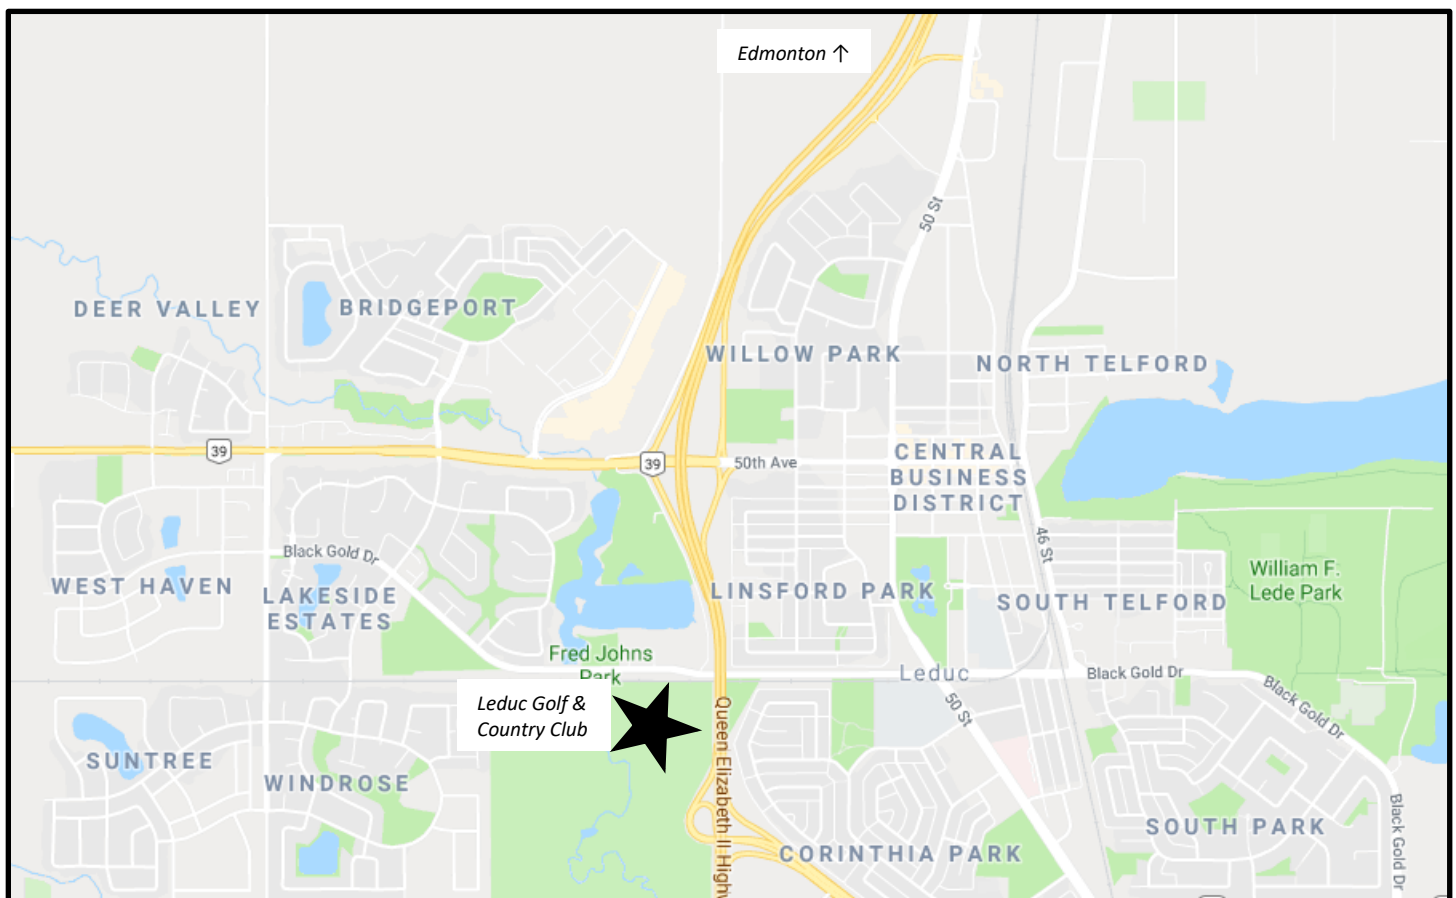 Edmonton ↑
50 St
DEER VALLEY
BRIDGEPORT
WILLOW PARK
NORTH TELFORD
39
39
50th Ave
CENTRAL
BUSINESS
DISTRICT
46 St
Black Gold Dr
WEST HAVEN
LAKESIDE
ESTATES
LINSFORD PARK
SOUTH TELFORD
William F.
Lede Park
Fred Johns
Park
Leduc
Black Gold Dr
Black Gold Dr
50 St
Leduc Golf &
Country Club
Queen Elizabeth II Highw
SUNTREE
WINDROSE
CORINTHIA PARK
SOUTH PARK
Black Gold Dr